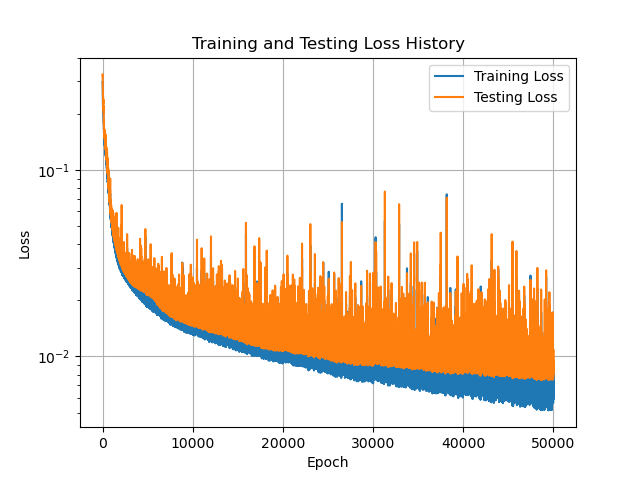 Training and Testing Loss History
Training Loss
Testing Loss
10⁻¹
10⁻²
Loss
0 10000 20000 30000 40000 50000
Epoch